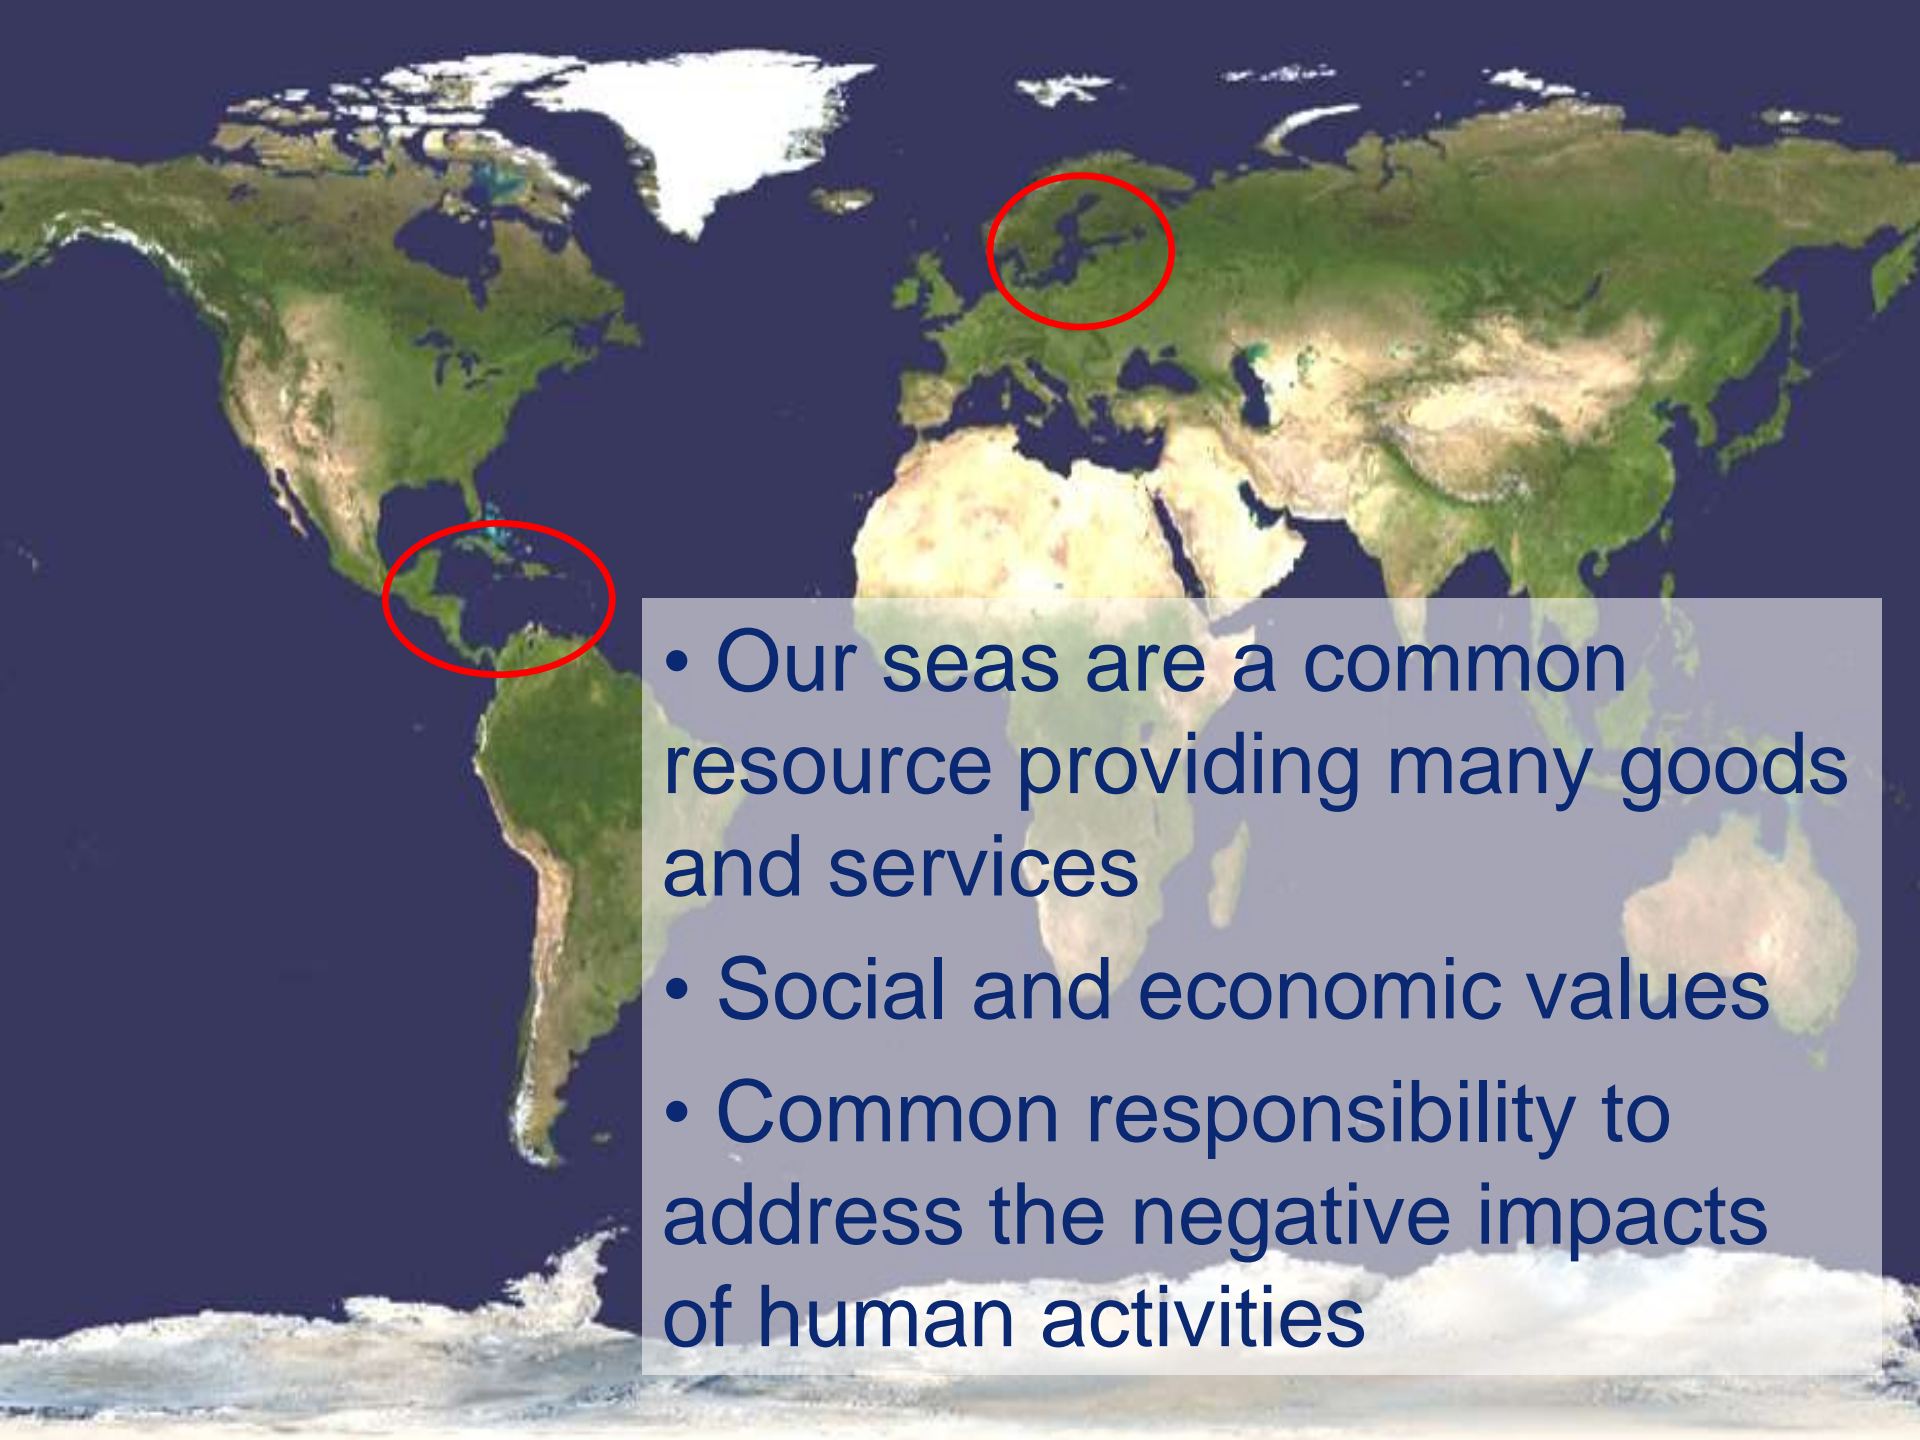 • Our seas are a common
resource providing many goods
and services
• Social and economic values
• Common responsibility to
address the negative impacts
of human activities